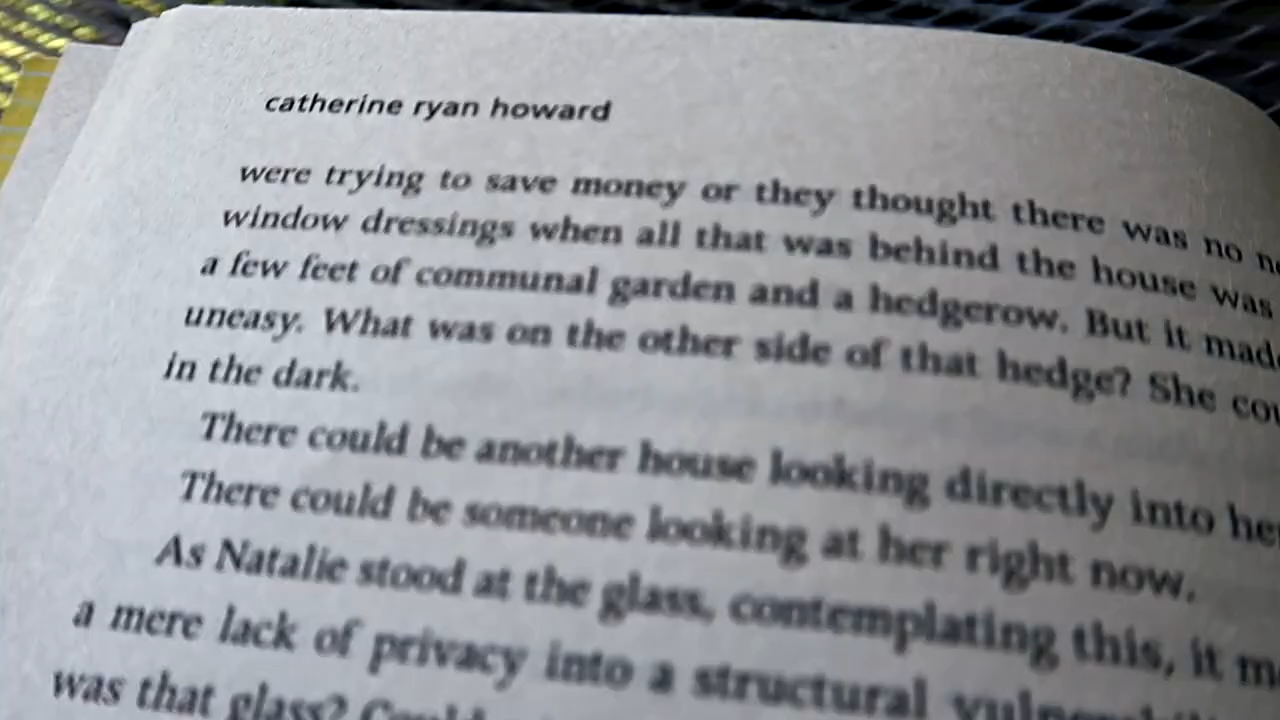 catherine ryan howard
were trying to save money or they thought there was no
window dressings when all that was behind the house was
a few feet of communal garden and a hedgerow. But it
uneasy. What was on the other side of that hedge? She
in the dark.
There could be another house looking directly into
There could be someone looking at her right now.
As Natalie stood at the glass, contemplating this, it
a mere lack of privacy into a structural
was that glass?